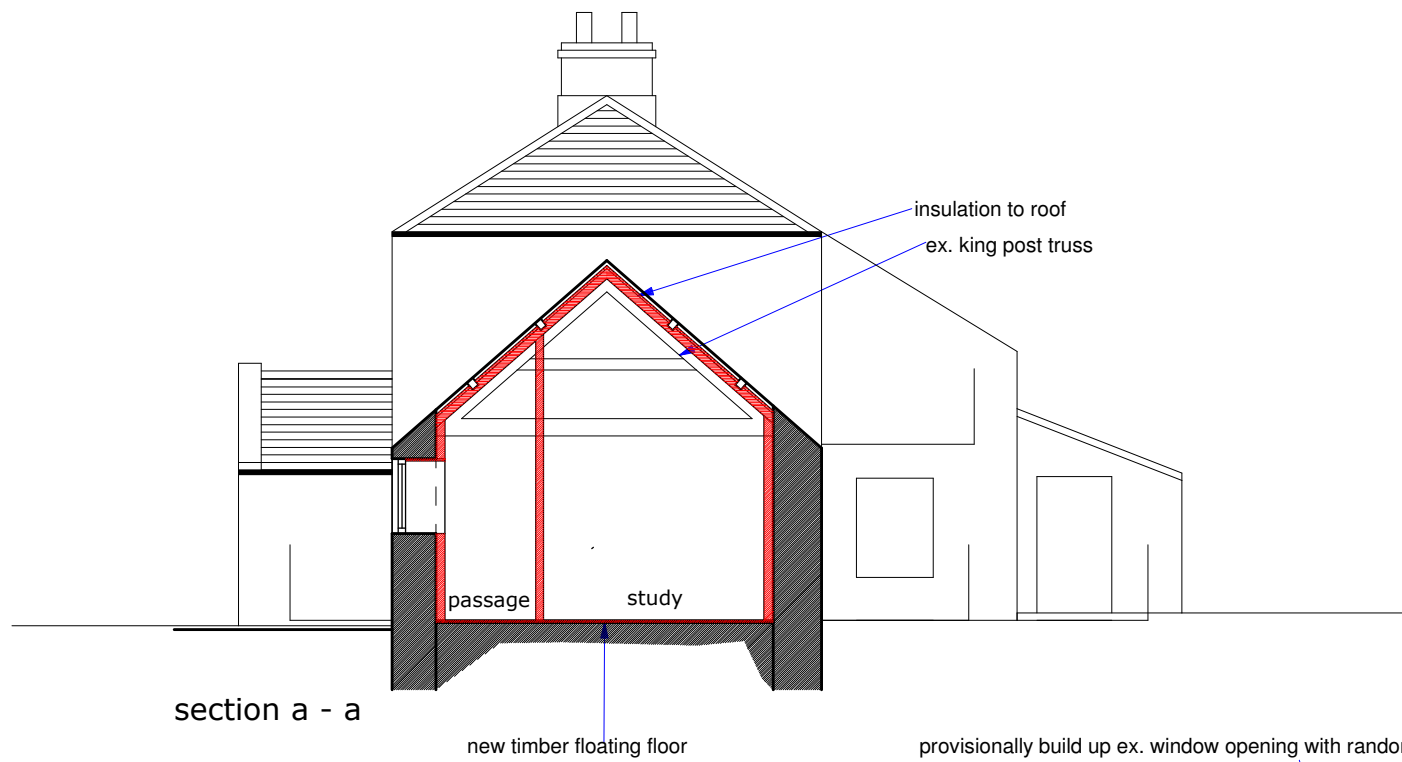 insulation to roof
ex. king post truss
passage
study
section a - a
new timber floating floor
provisionally build up ex. window opening with